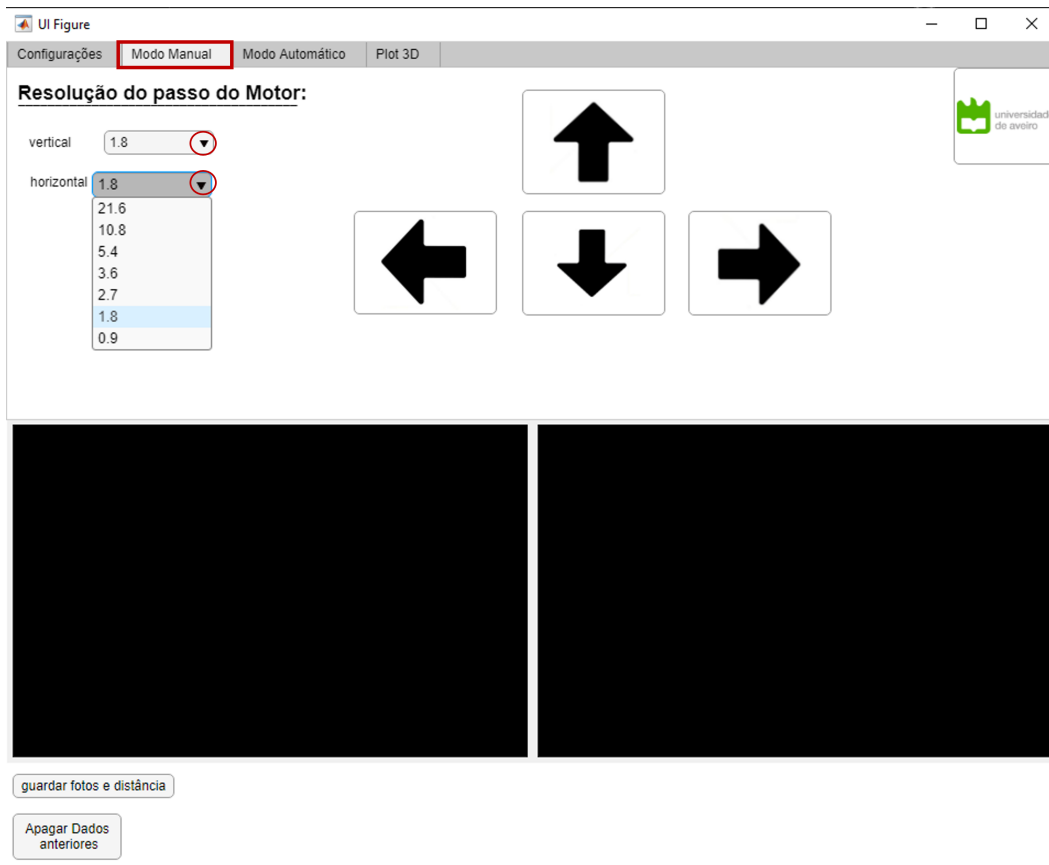 UI Figure
Configurações Modo Manual Modo Automático Plot 3D
Resolução do passo do Motor:
vertical 1.8
horizontal 1.8
21.6
10.8
5.4
3.6
2.7
1.8
0.9
universidad
de aveiro
guardar fotos e distância
Apagar Dados
anteriores